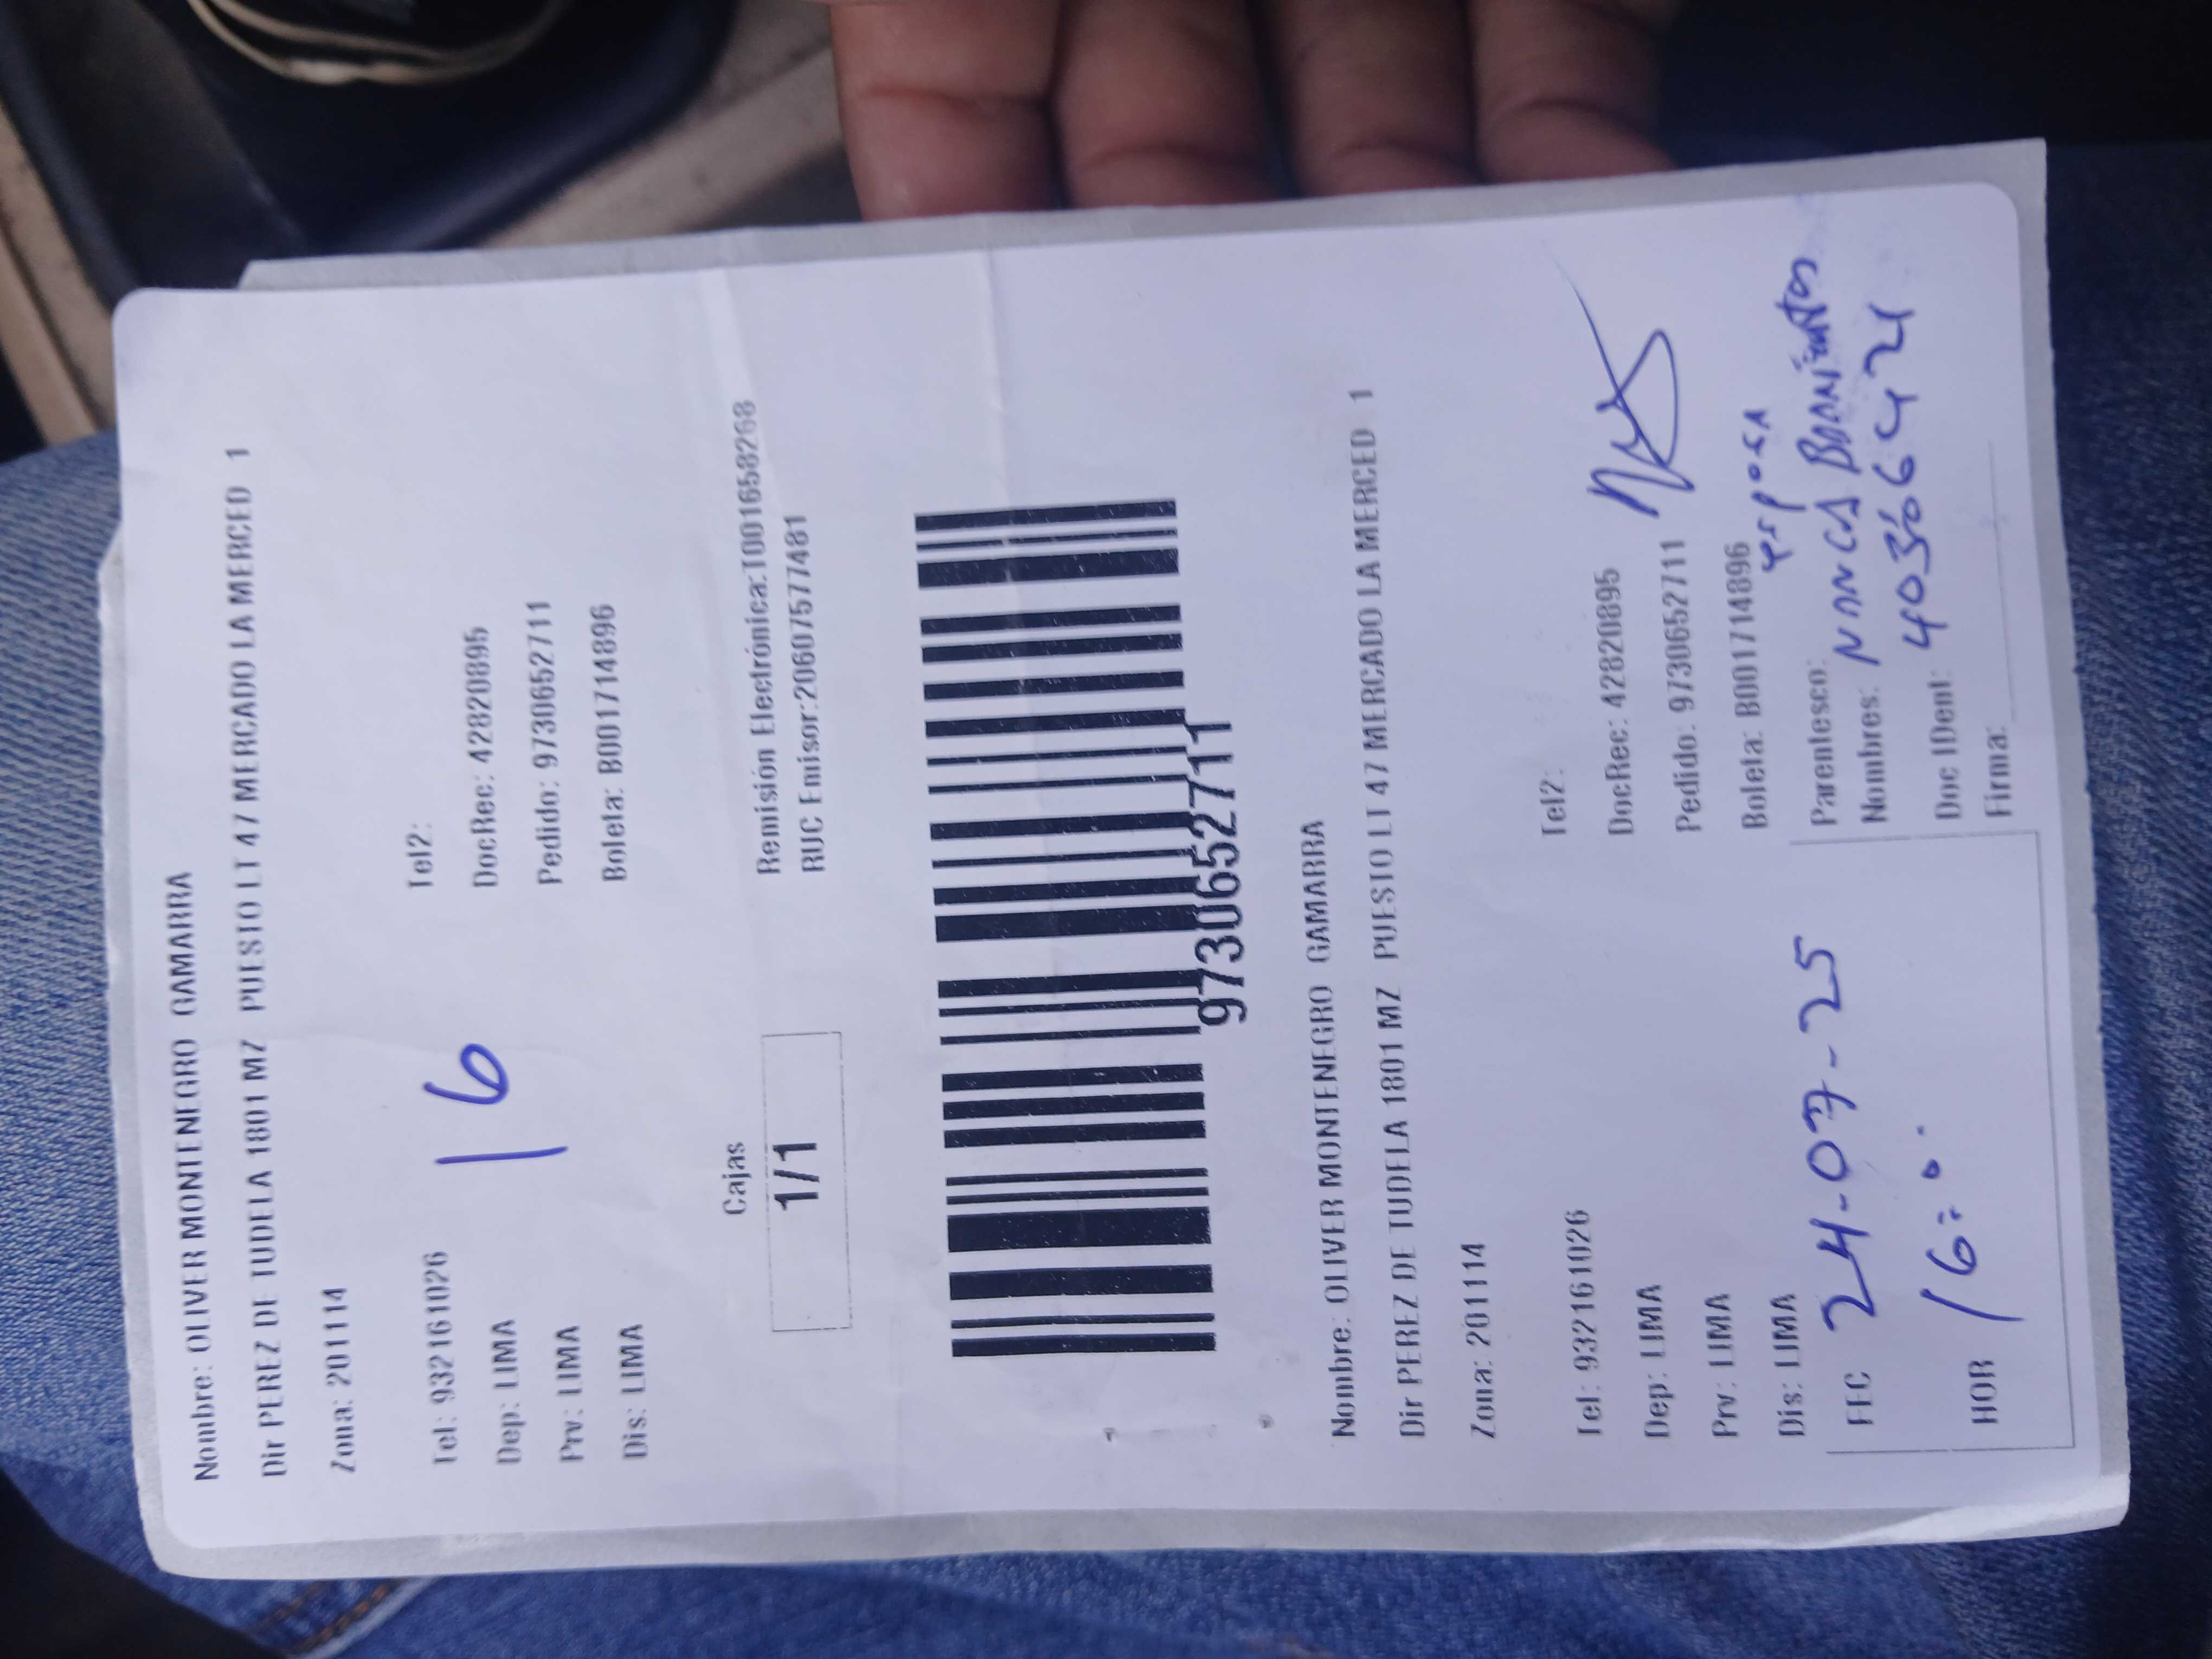 Nombre: OLIVER MONTENEGRO GAMARRA
Dir PEREZ DE TUDELA 1801 MZ PUESTO LT 47 MERCADO LA MERCED 1
Zona: 201114
Tel: 932161026 Tel2:
Dep: LIMA DocRec: 42820895
Prv: LIMA Pedido: 9730652711
Dis: LIMA Boleta: B001714896
16
Cajas
1/1
Remisión Electrónica:T001658268
RUC Emisor:20607577481
9730652711
Nombre: OLIVER MONTENEGRO GAMARRA
Dir PEREZ DE TUDELA 1801 MZ PUESTO LT 47 MERCADO LA MERCED 1
Zona: 201114
Tel: 932161026 Tel2:
Dep: LIMA DocRec: 42820895
Prv: LIMA Pedido: 9730652711
Dis: LIMA Boleta: B001714896
FEC 24-07-25
HOR 16:00
Parentesco: esposa
Nombres:
Doc IDent:
Firma: